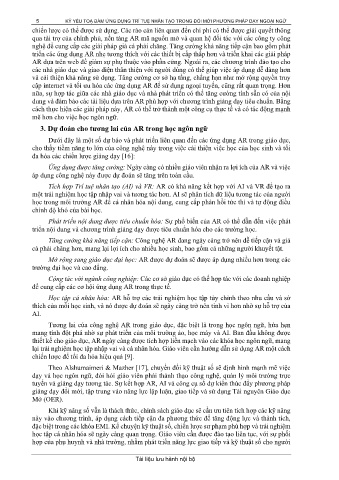 6 KỶ YẾU TỌA ĐÀM ỨNG DỤNG TRÍ TUỆ NHÂN TẠO TRONG ĐỔI MỚI PHƯƠNG PHÁP DẠY NGOẠI NGỮ
chiến lược có thể được sử dụng. Các rào cản liên quan đến chi phí có thể được giải quyết thông
qua tài trợ của chính phủ, nền tảng AR mã nguồn mở và quan hệ đối tác với các công ty công
nghệ để cung cấp các giải pháp giá cả phải chăng. Tăng cường khả năng tiếp cận bao gồm phát
triển các ứng dụng AR nhẹ tương thích với các thiết bị cấp thấp hơn và triển khai các giải pháp
AR dựa trên web để giảm sự phụ thuộc vào phần cứng. Ngoài ra, các chương trình đào tạo cho
các nhà giáo dục và giao diện thân thiện với người dùng có thể giúp việc áp dụng dễ dàng hơn
và cải thiện khả năng sử dụng. Tăng cường cơ sở hạ tầng, chẳng hạn như mở rộng quyền truy
cập internet và tối ưu hóa các ứng dụng AR để sử dụng ngoại tuyến, cũng rất quan trọng. Hơn
nữa, sự hợp tác giữa các nhà giáo dục và nhà phát triển có thể tăng cường tính sẵn có của nội
dung và đảm bảo các tài liệu dựa trên AR phù hợp với chương trình giảng dạy tiêu chuẩn. Bằng
cách thực hiện các giải pháp này, AR có thể trở thành một công cụ thực tế và có tác động mạnh
mẽ hơn cho việc học ngôn ngữ.
3. Dự đoán cho tương lai của AR trong học ngôn ngữ
Dưới đây là một số dự báo và phát triển liên quan đến các ứng dụng AR trong giáo dục,
cho thấy tiềm năng to lớn của công nghệ này trong việc cải thiện việc học của học sinh và tối
đa hóa các chiến lược giảng dạy [16]:
Ứng dụng được tăng cường: Ngày càng có nhiều giáo viên nhận ra lợi ích của AR và việc
áp dụng công nghệ này được dự đoán sẽ tăng trên toàn cầu.
Tích hợp Trí tuệ nhân tạo (AI) và VR: AR có khả năng kết hợp với AI và VR để tạo ra
một trải nghiệm học tập nhập vai và tương tác hơn. AI sẽ phân tích dữ liệu tương tác của người
học trong môi trường AR để cá nhân hóa nội dung, cung cấp phản hồi tức thì và tự động điều
chỉnh độ khó của bài học.
Phát triển nội dung được tiêu chuẩn hóa: Sự phổ biến của AR có thể dẫn đến việc phát
triển nội dung và chương trình giảng dạy được tiêu chuẩn hóa cho các trường học.
Tăng cường khả năng tiếp cận: Công nghệ AR đang ngày càng trở nên dễ tiếp cận và giá
cả phải chăng hơn, mang lại lợi ích cho nhiều học sinh, bao gồm cả những người khuyết tật.
Mở rộng sang giáo dục đại học: AR được dự đoán sẽ được áp dụng nhiều hơn trong các
trường đại học và cao đẳng.
Công tác với ngành công nghiệp: Các cơ sở giáo dục có thể hợp tác với các doanh nghiệp
để cung cấp các cơ hội ứng dụng AR trong thực tế.
Học tập cá nhân hóa: AR hỗ trợ các trải nghiệm học tập tùy chỉnh theo nhu cầu và sở
thích của mỗi học sinh, và nó được dự đoán sẽ ngày càng trở nên tinh vi hơn nhờ sự hỗ trợ của
AI.
Tương lai của công nghệ AR trong giáo dục, đặc biệt là trong học ngôn ngữ, hứa hẹn
mang tính đột phá nhờ sự phát triển của môi trường ảo, học máy và AI. Ban đầu không được
thiết kế cho giáo dục, AR ngày càng được tích hợp liền mạch vào các khóa học ngôn ngữ, mang
lại trải nghiệm học tập nhập vai và cá nhân hóa. Giáo viên cần hướng dẫn sử dụng AR một cách
chiến lược để tối đa hóa hiệu quả [9].
Theo Alshumaimeri & Mazher [17], chuyển đổi kỹ thuật số sẽ định hình mạnh mẽ việc
dạy và học ngôn ngữ, đòi hỏi giáo viên phải thành thạo công nghệ, quản lý môi trường trực
tuyến và giảng dạy tương tác. Sự kết hợp AR, AI và công cụ số dự kiến thúc đẩy phương pháp
giảng dạy đổi mới, tập trung vào năng lực lập luận, giao tiếp và sử dụng Tài nguyên Giáo dục
Mở (OER).
Khi kỹ năng số vẫn là thách thức, chính sách giáo dục sẽ cần ưu tiên tích hợp các kỹ năng
này vào chương trình, áp dụng cách tiếp cận đa phương thức để tăng động lực và thành tích,
đặc biệt trong các khóa EMI. Kể chuyện kỹ thuật số, chiến lược sư phạm phù hợp và trải nghiệm
học tập cá nhân hóa sẽ ngày càng quan trọng. Giáo viên cần được đào tạo liên tục, với sự phối
hợp của phụ huynh và nhà trường, nhằm phát triển năng lực giao tiếp và kỹ thuật số cho người
Tài liệu lưu hành nội bộ